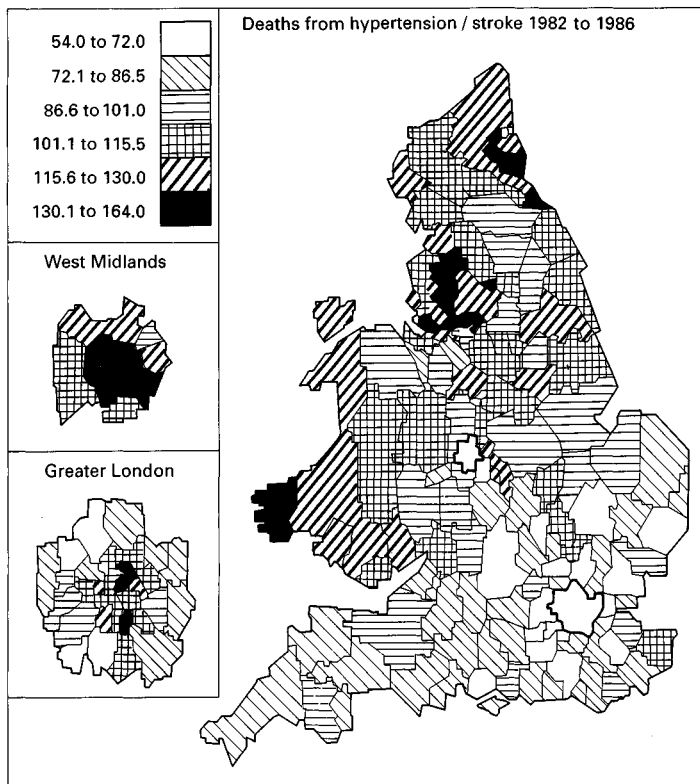 Deaths from hypertension / stroke 1982 to 1986
54.0 to 72.0
72.1 to 86.5
86.6 to 101.0
101.1 to 115.5
115.6 to 130.0
130.1 to 164.0
West Midlands
Greater London